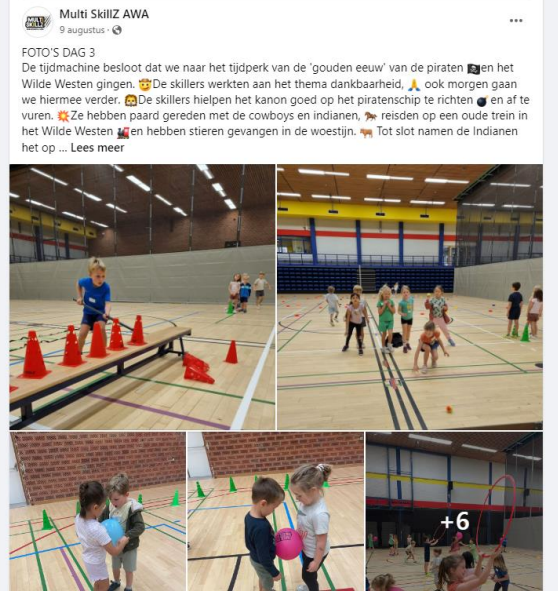 Multi SkillZ AWA
9 augustus ·
FOTO'S DAG 3
De tijdmachine besloot dat we naar het tijdperk van de 'gouden eeuw' van de piraten 🏴‍☠️en het
Wilde Westen gingen. 🤠De skillers werkten aan het thema dankbaarheid, 🙏 ook morgen gaan
we hiermee verder. 👨‍🏫De skillers hielpen het kanon goed op het piratenschip te richten 💣en af te
vuren. 💥Ze hebben paard gereden met de cowboys en indianen, 🐎 reisden op een oude trein in
het Wilde Westen 🚂en hebben stieren gevangen in de woestijn. 🐂 Tot slot namen de Indianen
het op ... Lees meer
+6